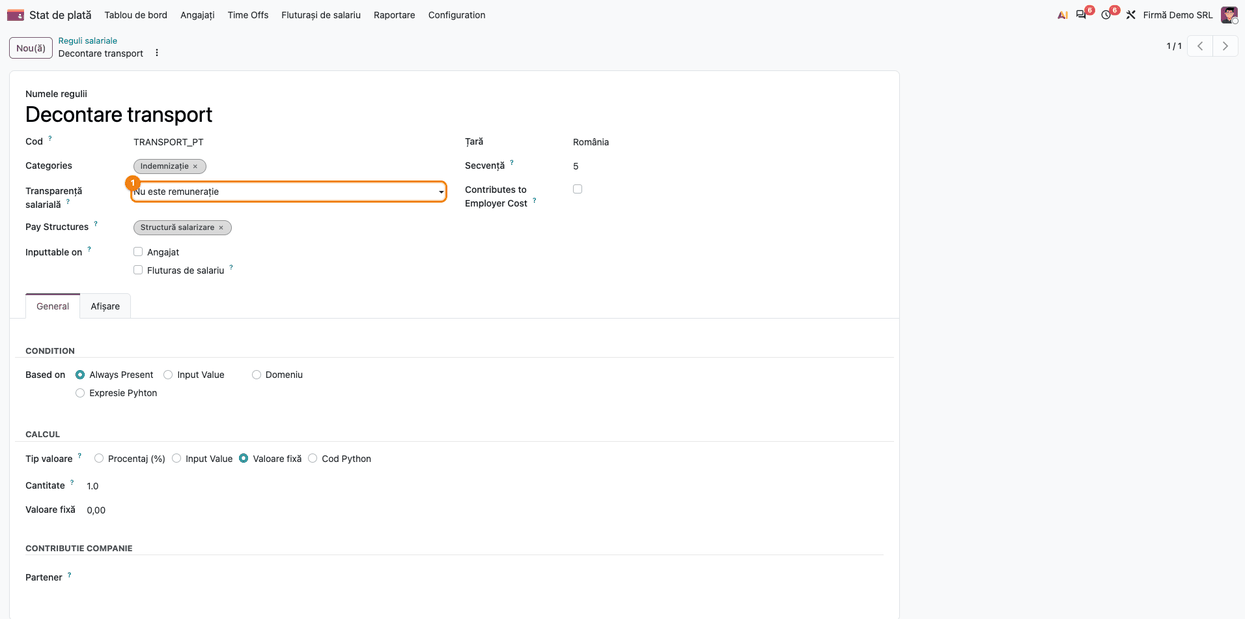 Stat de plată Tablou de bord Angajați Time Offs Fluturași de salariu Raportare Configuration AI 6 6 Firmă Demo SRL
Nou(ă) Reguli salariale
Decontare transport
1 / 1
Numele regulii
Decontare transport
Cod ? TRANSPORT_PT Țară România
Categories Indemnizație × Secvență ? 5
1
Transparență salarială ? Nu este remunerație Contributes to Employer Cost ?
Pay Structures ? Structură salarizare ×
Inputtable on ? Angajat
Fluturas de salariu ?
General Afișare
CONDITION
Based on Always Present Input Value Domeniu
Expresie Pyhton
CALCUL
Tip valoare ? Procentaj (%) Input Value Valoare fixă Cod Python
Cantitate ? 1.0
Valoare fixă 0,00
CONTRIBUTIE COMPANIE
Partener ?